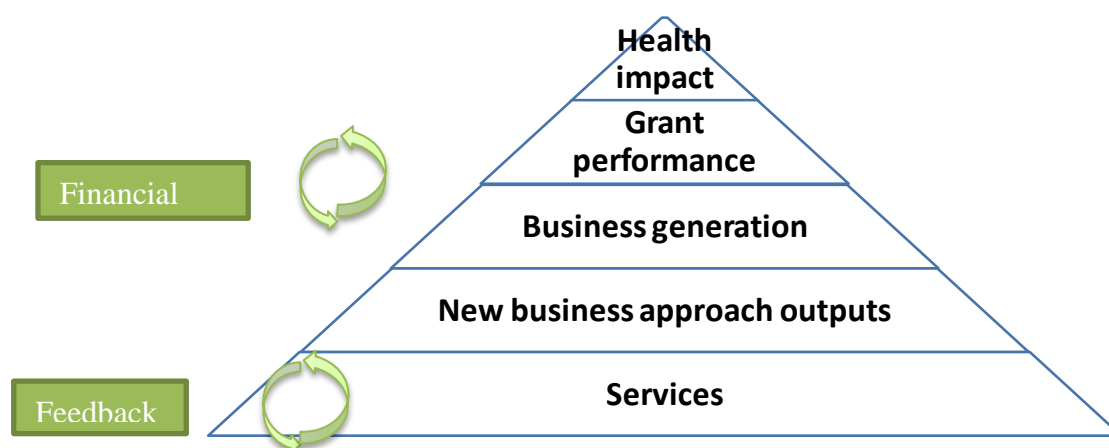 Health
impact
Grant
performance
Financial
Business generation
New business approach outputs
Services
Feedback